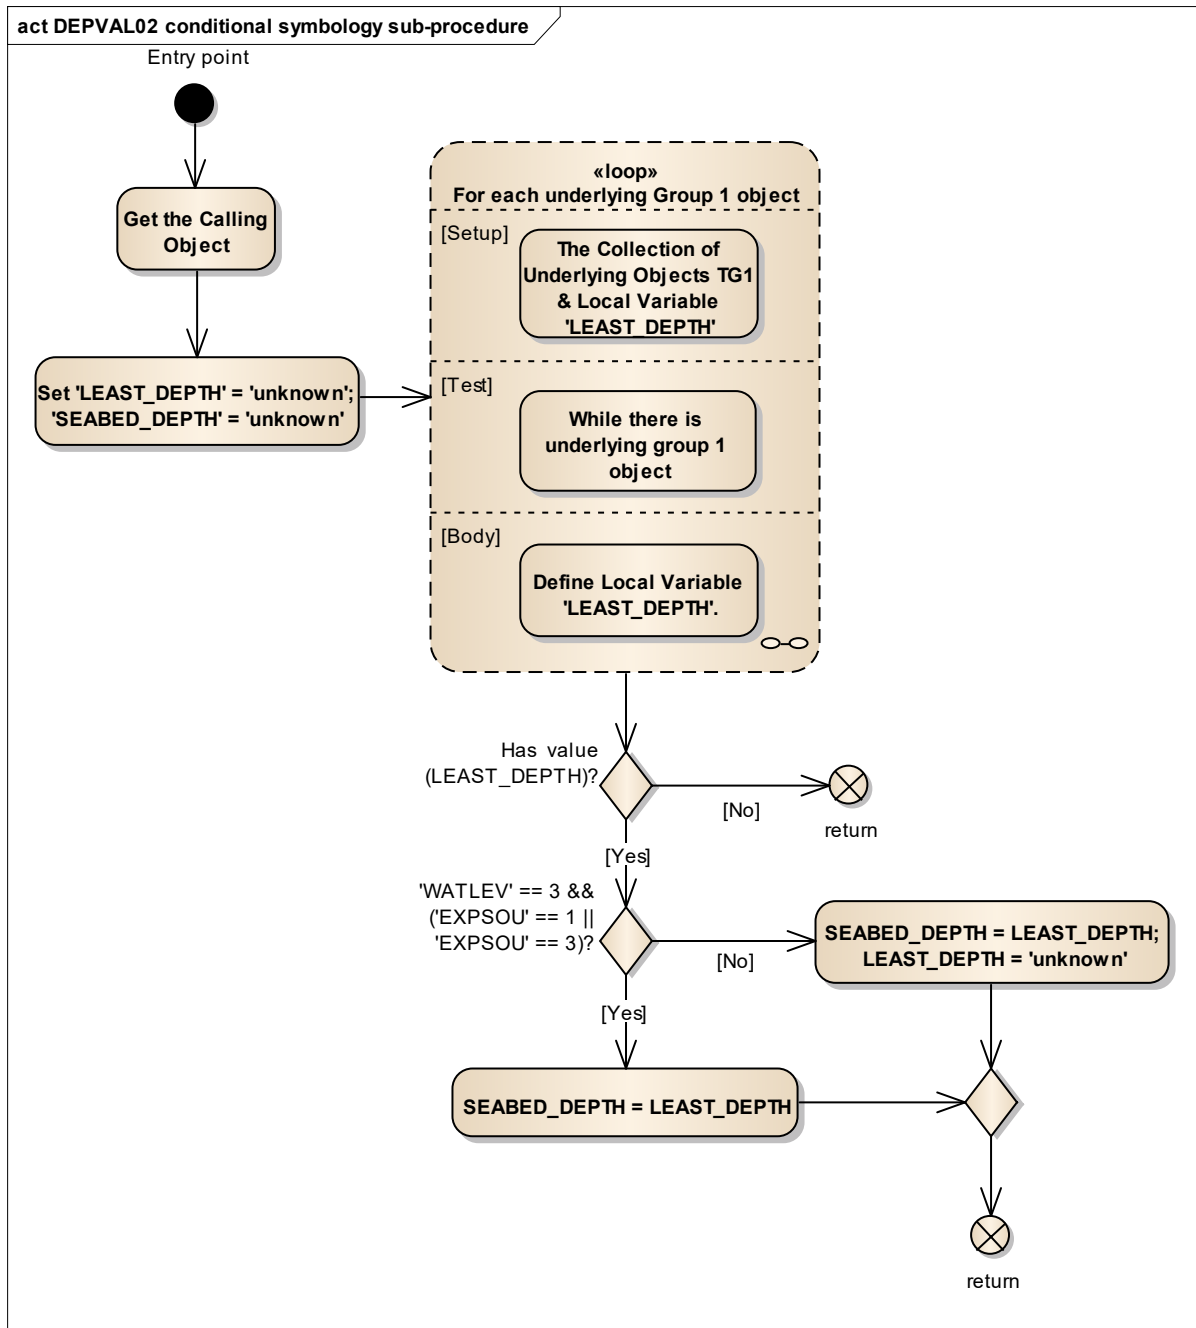 act DEPVAL02 conditional symbology sub-procedure
Entry point
Get the Calling
Object
Set 'LEAST_DEPTH' = 'unknown';
'SEABED_DEPTH' = 'unknown'
«loop»
For each underlying Group 1 object
[Setup]
The Collection of
Underlying Objects TG1
& Local Variable
'LEAST_DEPTH'
[Test]
While there is
underlying group 1
object
[Body]
Define Local Variable
'LEAST_DEPTH'.
Has value
(LEAST_DEPTH)?
[No]
return
[Yes]
'WATLEV' == 3 &&
('EXPSOU' == 1 ||
'EXPSOU' == 3)?
[No]
SEABED_DEPTH = LEAST_DEPTH;
LEAST_DEPTH = 'unknown'
[Yes]
SEABED_DEPTH = LEAST_DEPTH
return